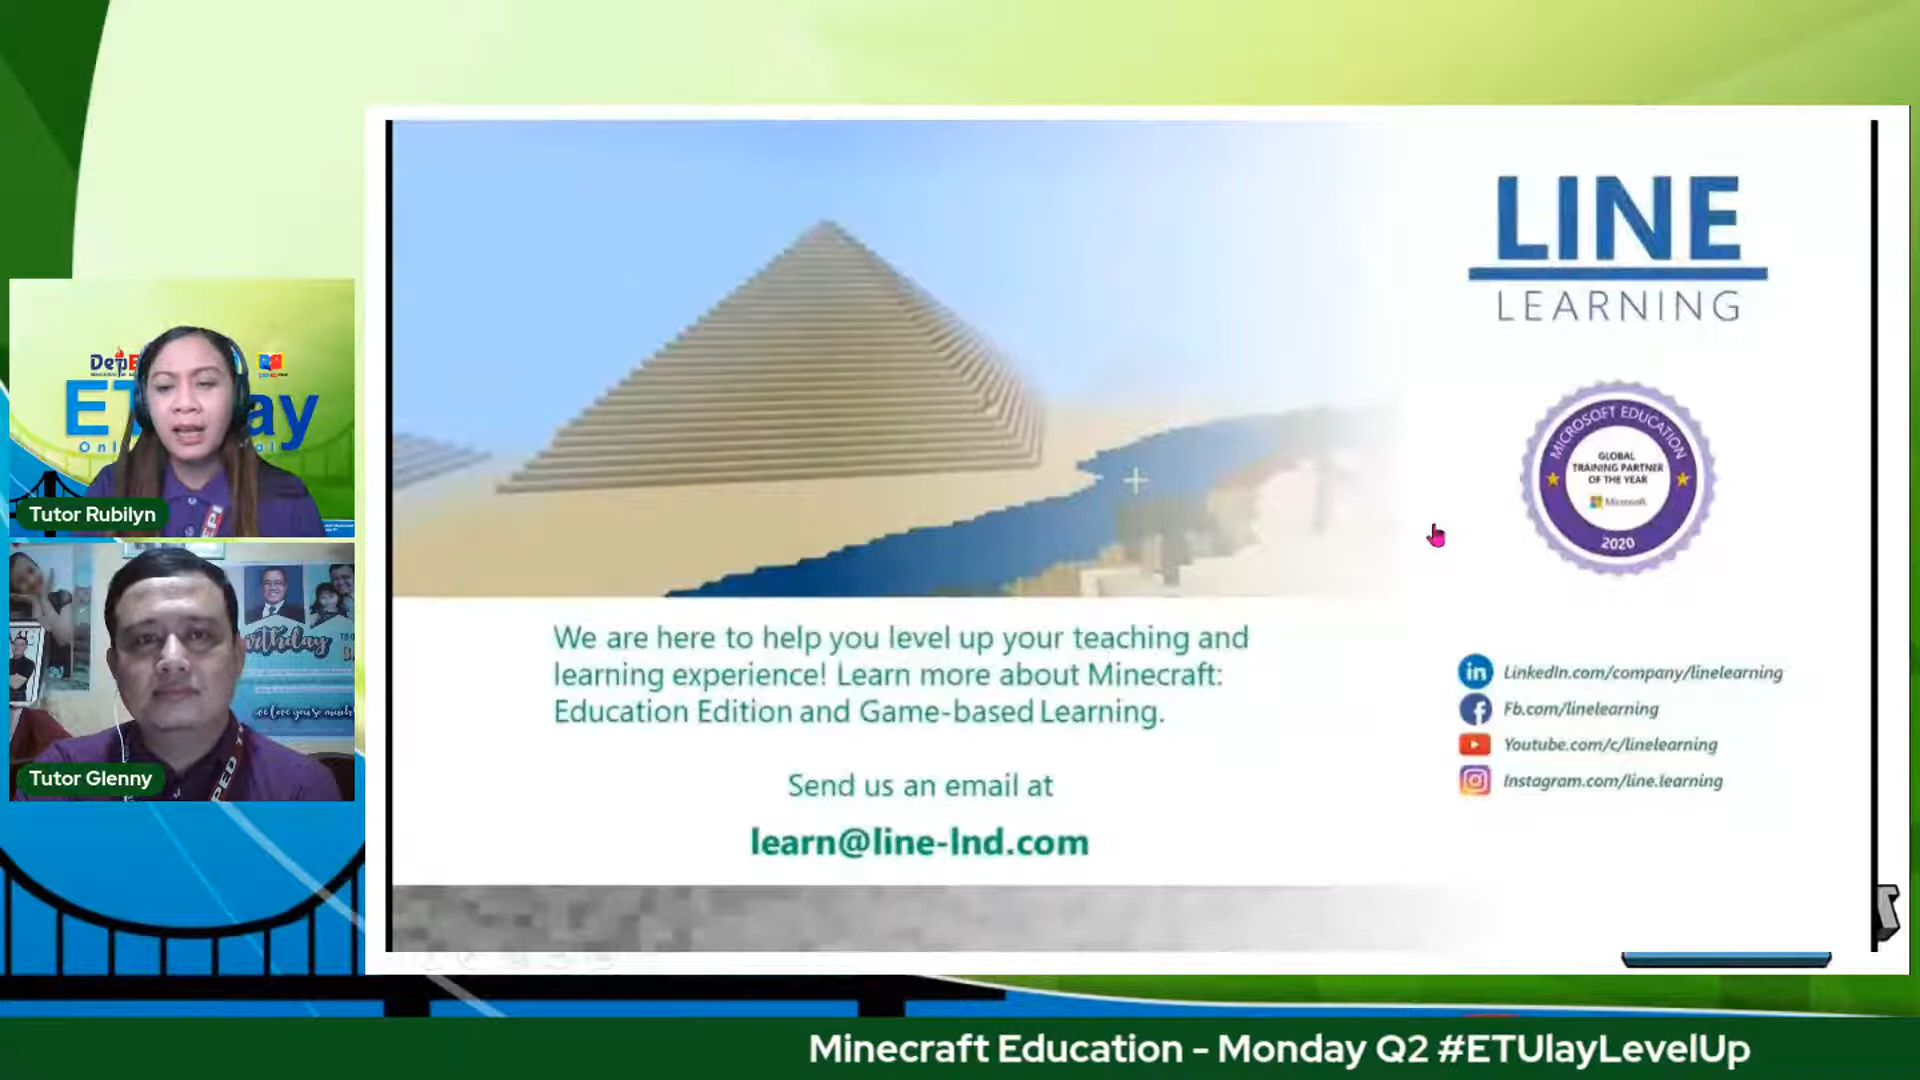 LINE
LEARNING
MICROSOFT EDUCATION
GLOBAL
TRAINING PARTNER
OF THE YEAR
Microsoft
2020
Tutor Rubilyn
Tutor Glenny
We are here to help you level up your teaching and
learning experience! Learn more about Minecraft:
Education Edition and Game-based Learning.
Send us an email at
learn@line-lnd.com
in LinkedIn.com/company/linelearning
Fb.com/linelearning
Youtube.com/c/linelearning
Instagram.com/line.learning
Minecraft Education - Monday Q2 #ETUlayLevelUp